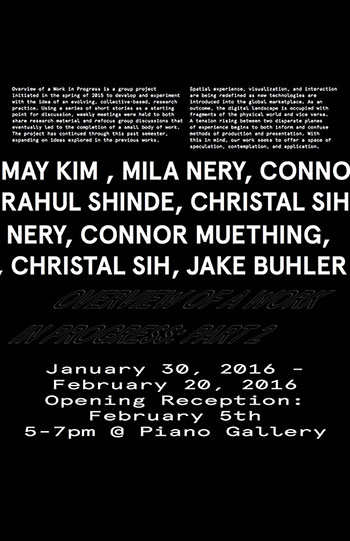 Overview of a Work in Progress is a group project
initiated in the spring of 2015 to develop and experiment
with the idea of an evolving, collective-based, research
practice. Using a series of short stories as a starting
point for discussion, weekly meetings were held to both
share research material and refocus group discussions that
eventually led to the completion of a small body of work.
The project has continued through this past semester,
expanding on ideas explored in the previous works.
Spatial experience, visualization, and interaction
are being redefined as new technologies are
introduced into the global marketplace. As an
outcome, the digital landscape is occupied with
fragments of the physical world and vice versa.
A tension rising between two disparate planes
of experience begins to both inform and confuse
methods of production and presentation. With
this in mind, our work seeks to offer a space of
speculation, contemplation, and application.
MAY KIM , MILA NERY, CONNO
RAHUL SHINDE, CHRISTAL SIH
NERY, CONNOR MUETHING,
, CHRISTAL SIH, JAKE BUHLER
OVERVIEW OF A WORK
IN PROGRESS: PART 2
January 30, 2016 –
February 20, 2016
Opening Reception:
February 5th
5-7pm @ Piano Gallery